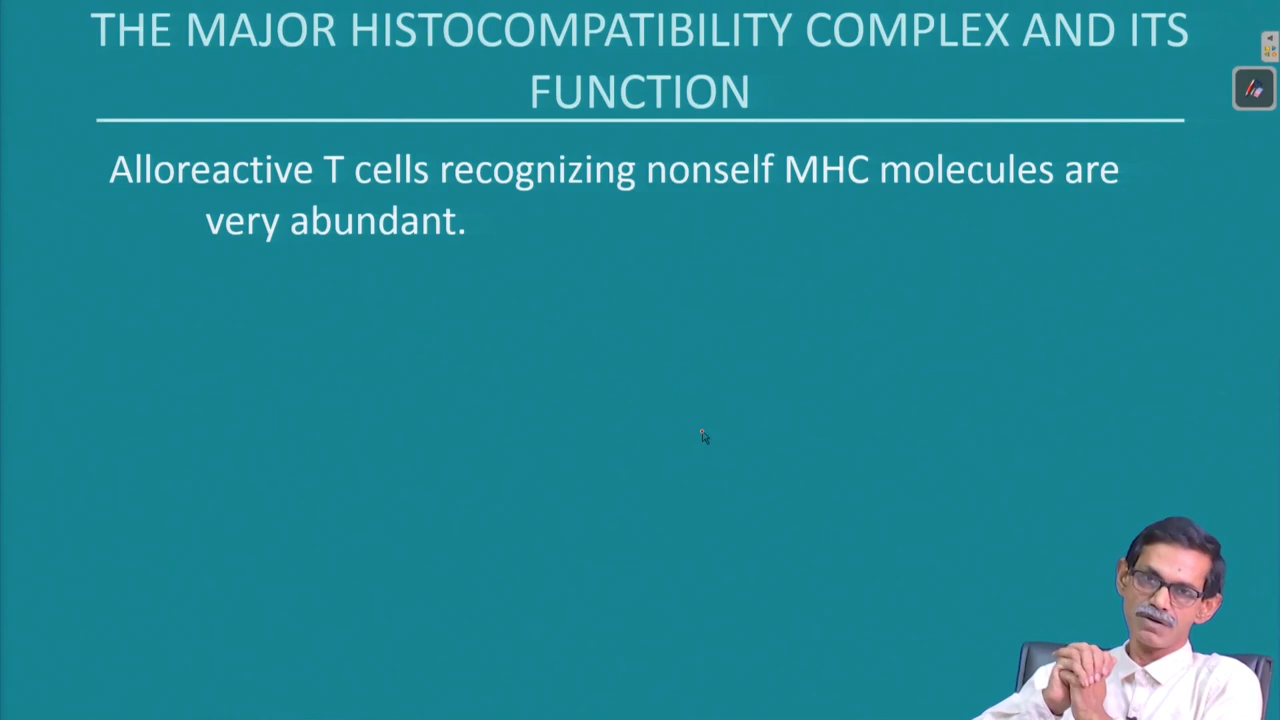 THE MAJOR HISTOCOMPATIBILITY COMPLEX AND ITS
FUNCTION
Alloreactive T cells recognizing nonself MHC molecules are
very abundant.